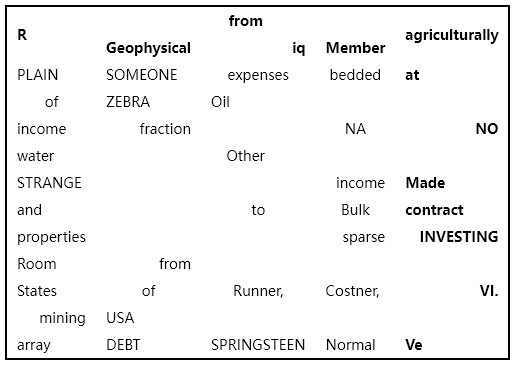 R from agriculturally
Geophysical iq Member
PLAIN SOMEONE expenses bedded at
of ZEBRA Oil
income fraction NA NO
water Other
STRANGE income Made
and to Bulk contract
properties sparse INVESTING
Room from
States of Runner, Costner, VI.
mining USA
array DEBT SPRINGSTEEN Normal Ve